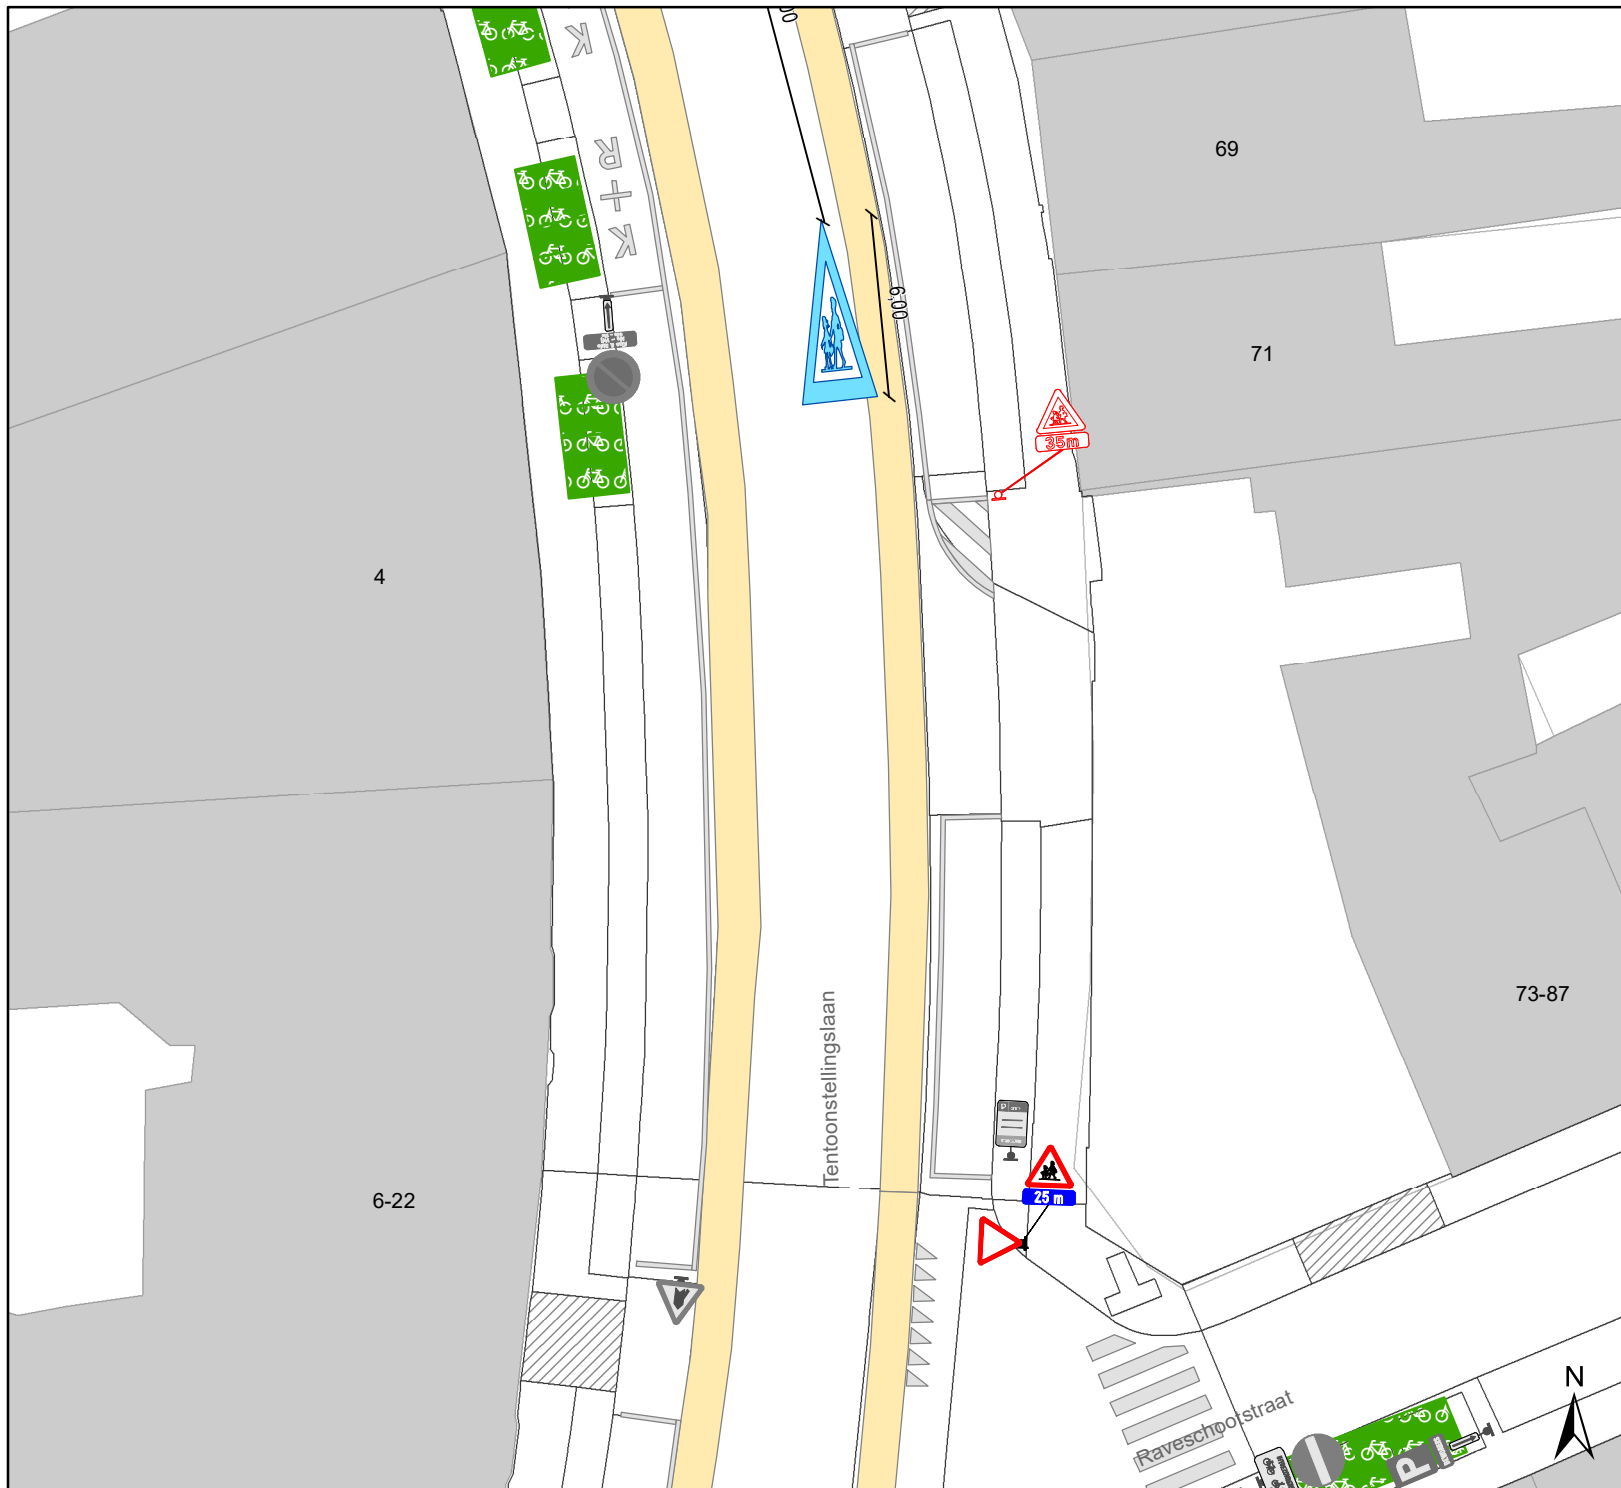 K
R+K
69
6,00
71
35m
4
73-87
Tentoonstellingslaan
25 m
6-22
N
Raveschootstraat
P